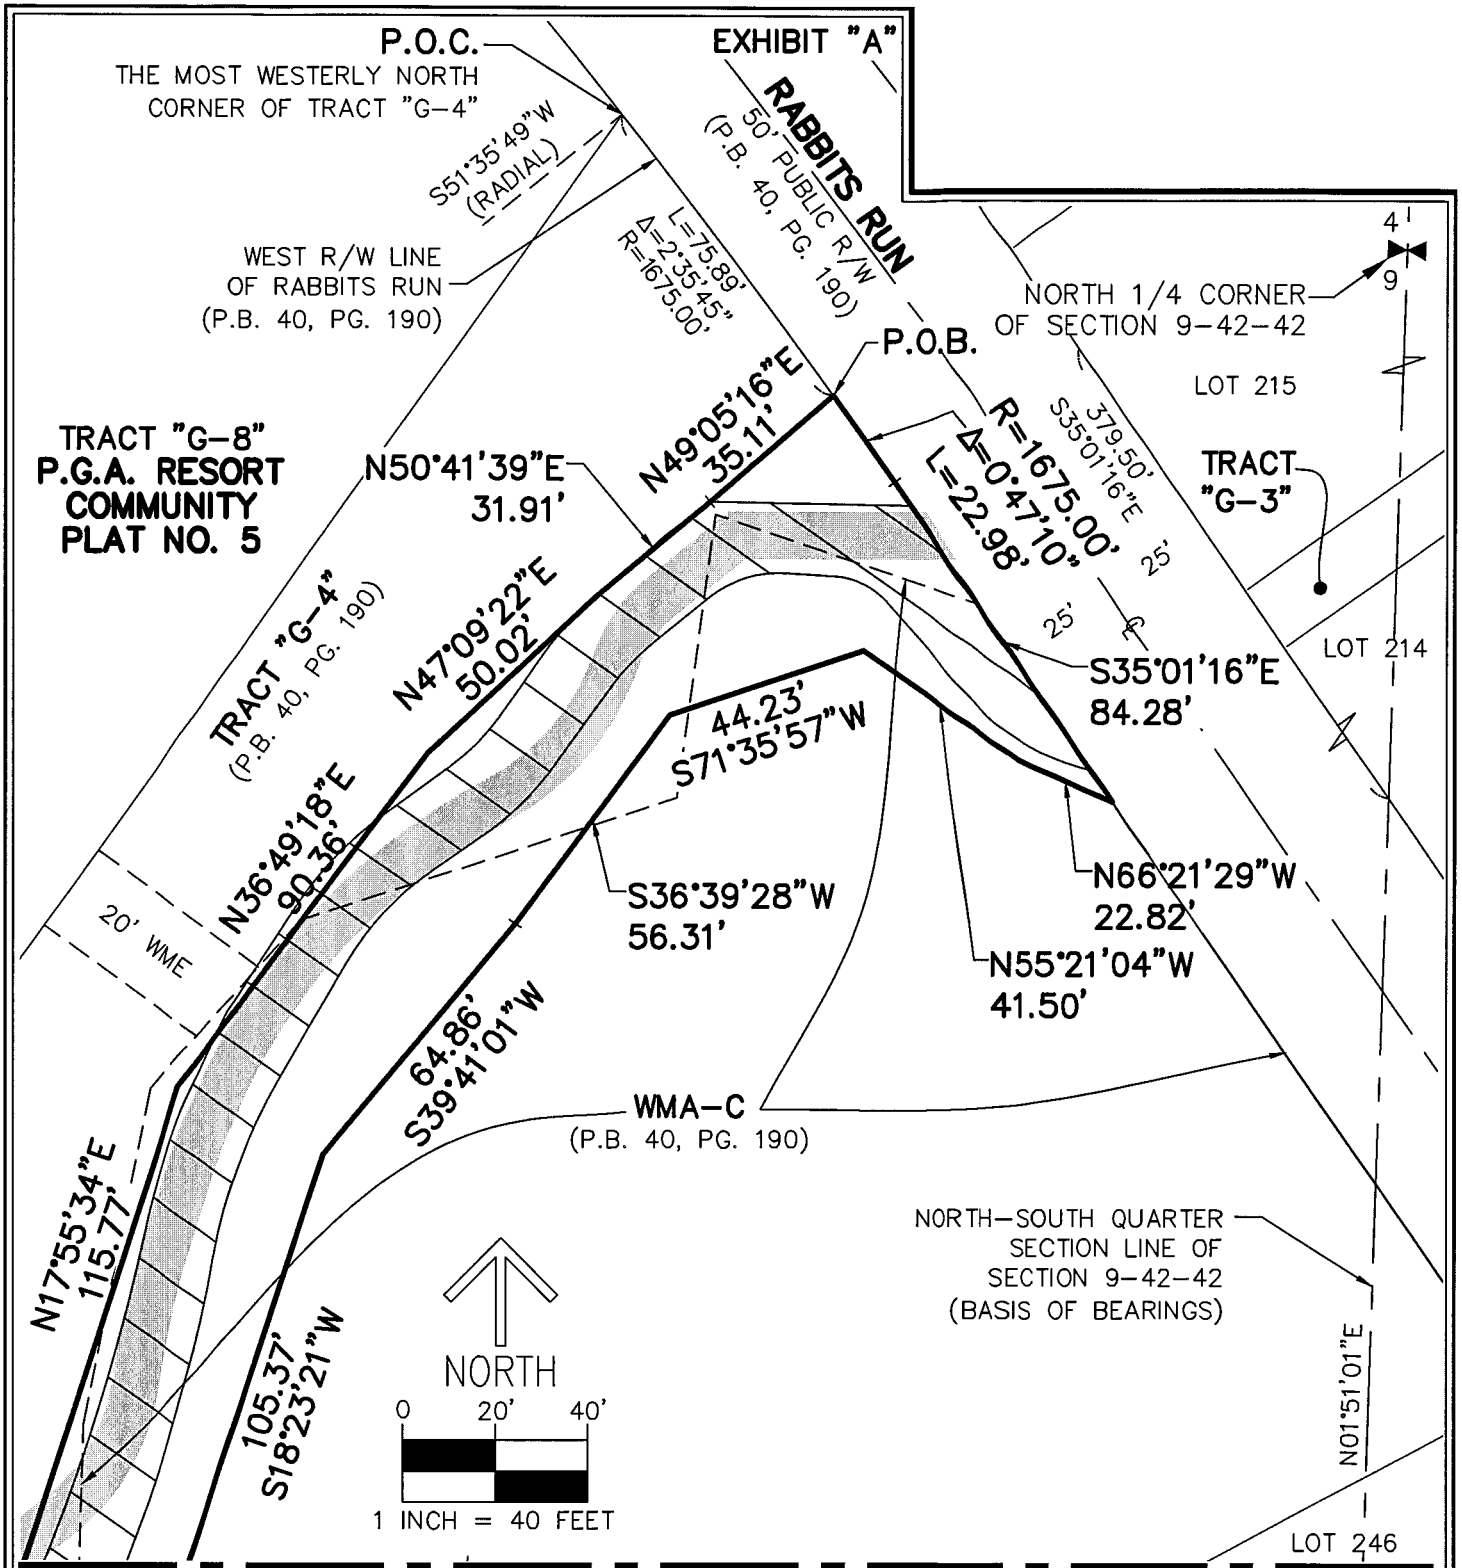 EXHIBIT "A"
P.O.C.
THE MOST WESTERLY NORTH
CORNER OF TRACT "G-4"
S51°35'49"W
(RADIAL)
RABBITS RUN
50' PUBLIC R/W
(P.B. 40, PG. 190)
WEST R/W LINE
OF RABBITS RUN
(P.B. 40, PG. 190)
L=75.89'
Δ=2°35'45"
R=1675.00'
4
9
NORTH 1/4 CORNER
OF SECTION 9-42-42
P.O.B.
LOT 215
379.50'
S35°01'16"E
R=1675.00'
Δ=0°47'10"
L=22.98'
TRACT
"G-3"
TRACT "G-8"
P.G.A. RESORT
COMMUNITY
PLAT NO. 5
N49°05'16"E
35.11'
N50°41'39"E
31.91'
N47°09'22"E
50.02'
TRACT "G-4"
(P.B. 40, PG. 190)
25'
25'
℄
LOT 214
S35°01'16"E
84.28'
44.23'
S71°35'57"W
N36°49'18"E
90.36'
20' WME
S36°39'28"W
56.31'
N66°21'29"W
22.82'
N55°21'04"W
41.50'
64.86'
S39°41'01"W
WMA-C
(P.B. 40, PG. 190)
N17°55'34"E
115.77'
NORTH-SOUTH QUARTER
SECTION LINE OF
SECTION 9-42-42
(BASIS OF BEARINGS)
N01°51'01"E
105.37'
S18°23'21"W
NORTH
0 20' 40'
1 INCH = 40 FEET
LOT 246